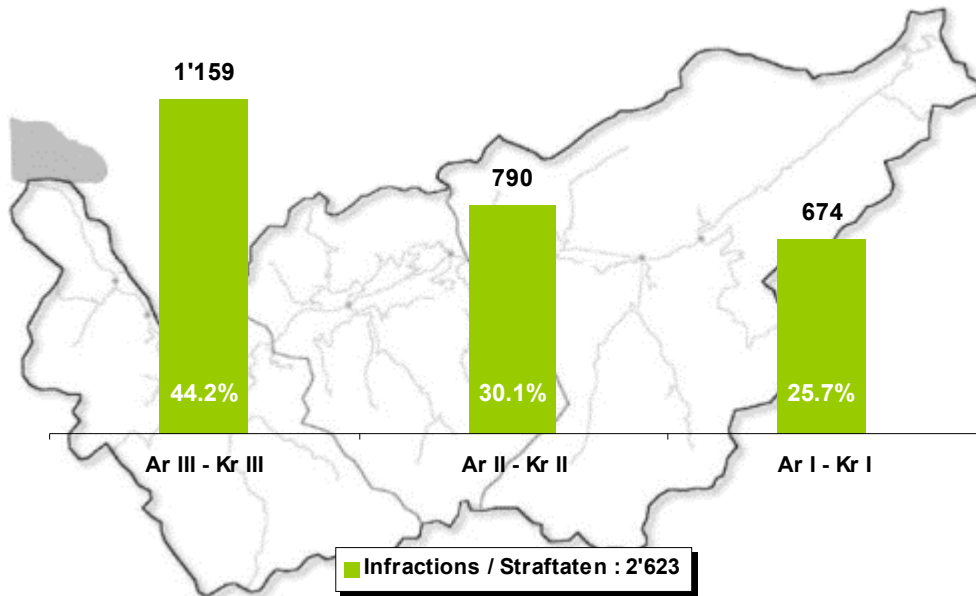 1'159
790
674
44.2%
30.1%
25.7%
Ar III - Kr III
Ar II - Kr II
Ar I - Kr I
Infractions / Straftaten : 2'623